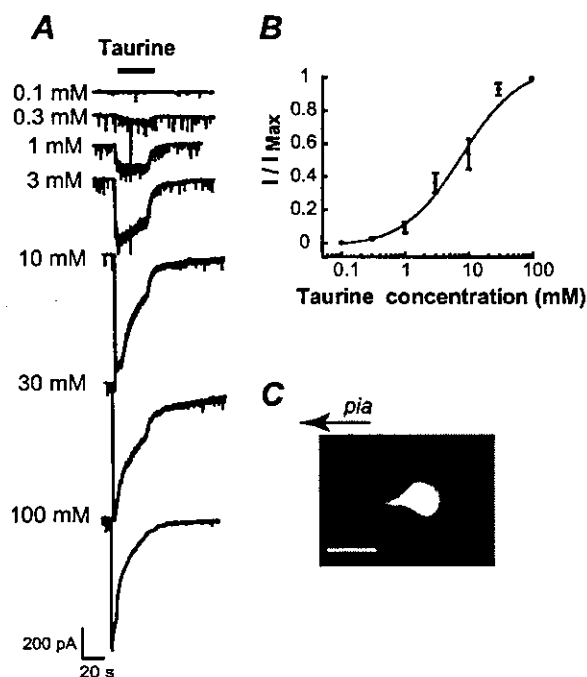 A
Taurine
0.1 mM
0.3 mM
1 mM
3 mM
10 mM
30 mM
100 mM
200 pA
20 s
B
I / I Max
1
0.8
0.6
0.4
0.2
0
0.1 1 10 100
Taurine concentration (mM)
C
pia